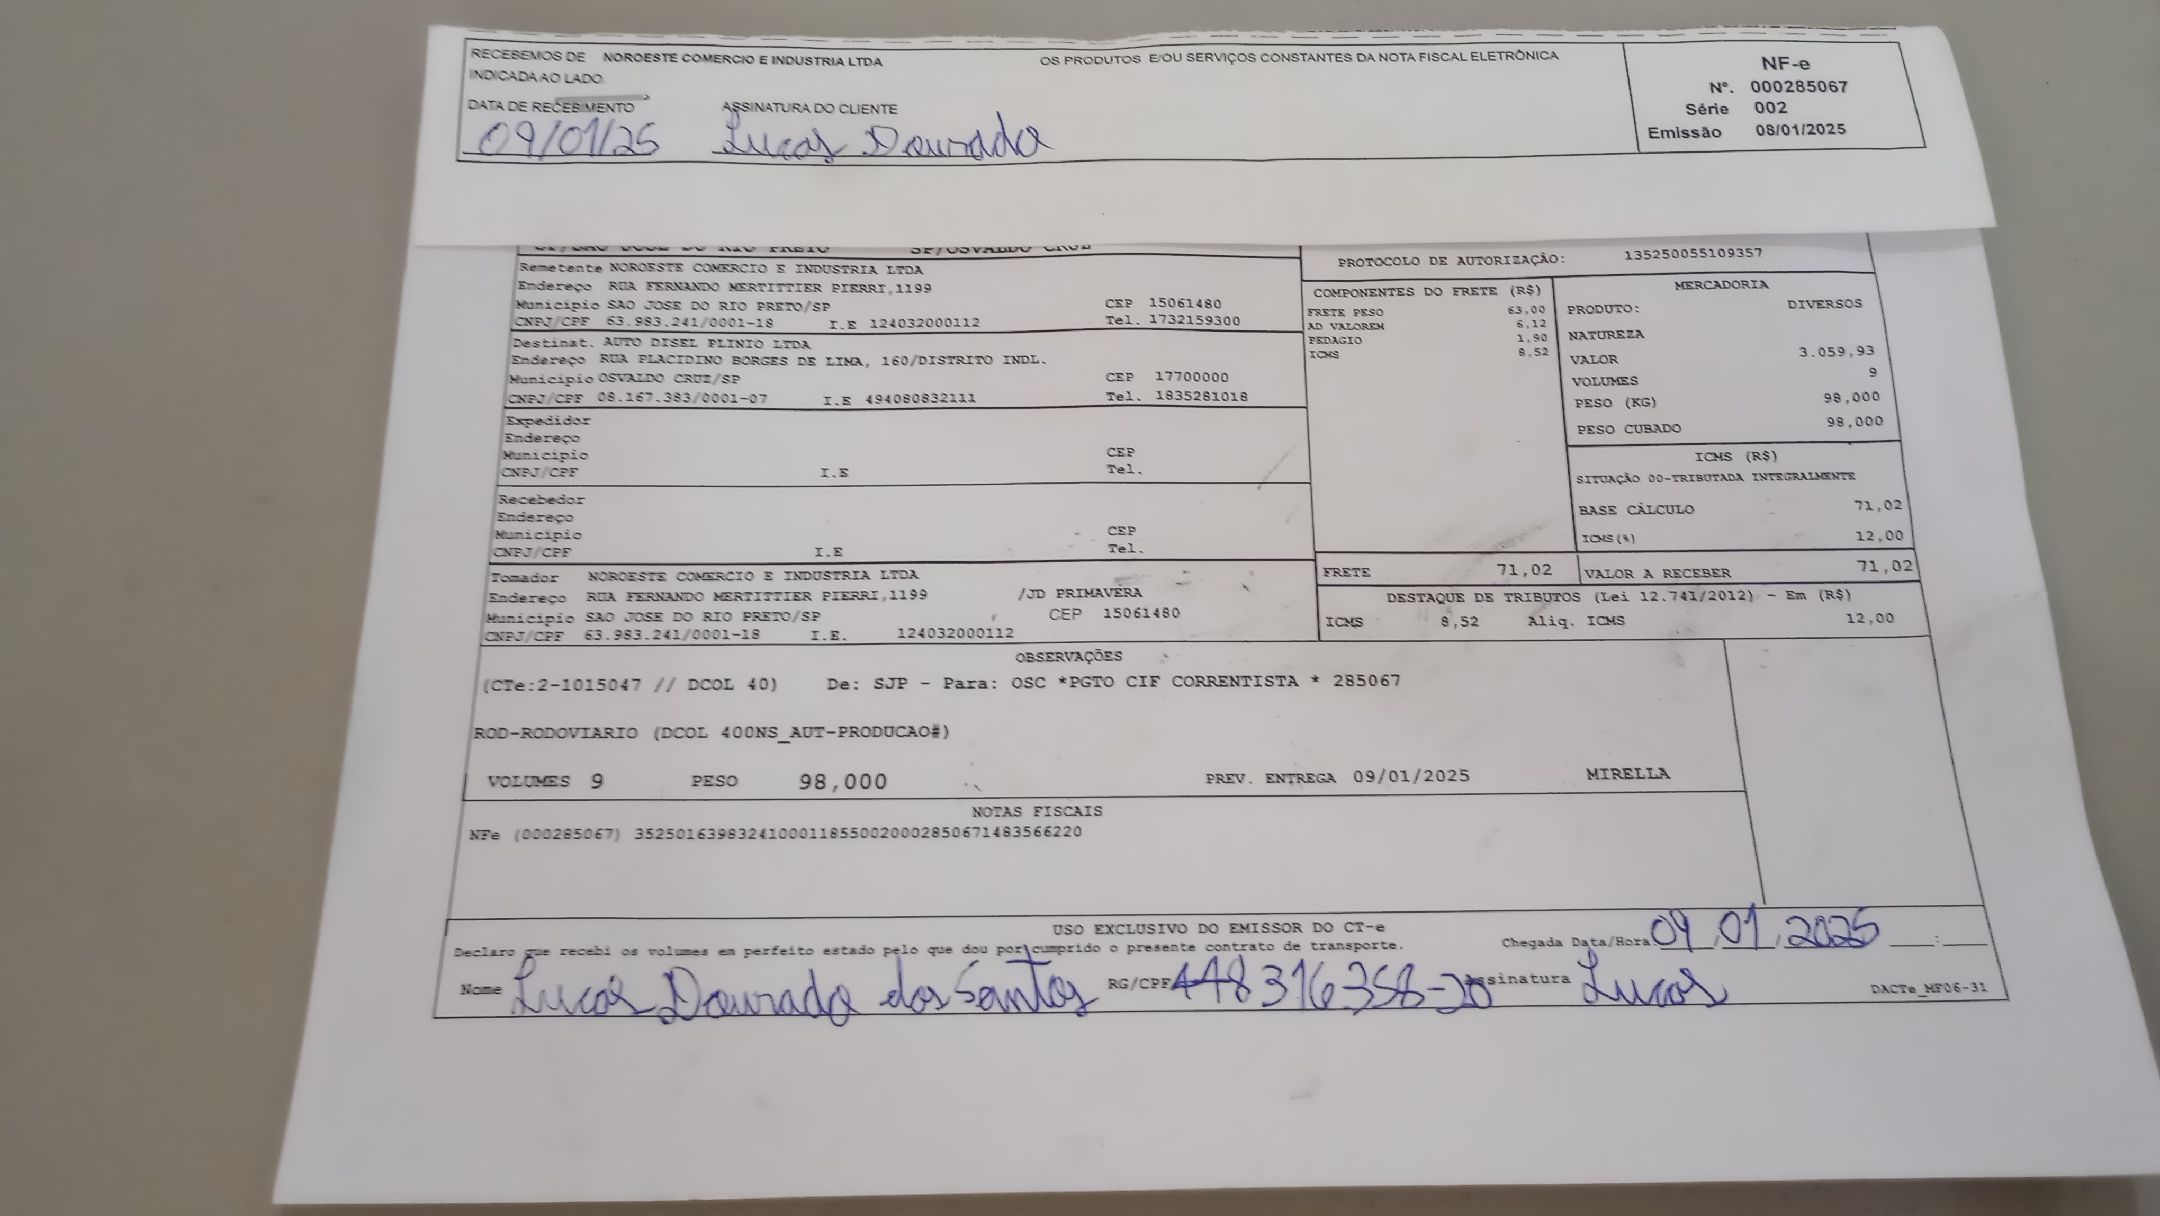 RECEBEMOS DE NOROESTE COMERCIO E INDUSTRIA LTDA OS PRODUTOS E/OU SERVIÇOS CONSTANTES DA NOTA FISCAL ELETRÔNICA
INDICADA AO LADO.
DATA DE RECEBIMENTO ASSINATURA DO CLIENTE
09/01/25 Lucas Dourado
NF-e
Nº. 000285067
Série 002
Emissão 08/01/2025
SP/OSVALDO CRUZ
Remetente NOROESTE COMERCIO E INDUSTRIA LTDA
Endereço RUA FERNANDO MERTITTIER PIERRI,1199
Município SAO JOSE DO RIO PRETO/SP CEP 15061480
CNPJ/CPF 63.983.241/0001-18 I.E 124032000112 Tel. 1732159300
Destinat. AUTO DISEL PLINIO LTDA
Endereço RUA PLACIDINO BORGES DE LIMA, 160/DISTRITO INDL.
Município OSVALDO CRUZ/SP CEP 17700000
CNPJ/CPF 08.167.383/0001-07 I.E 494080832111 Tel. 1835281018
Expedidor
Endereço
Município CEP
CNPJ/CPF I.E Tel.
Recebedor
Endereço
Município CEP
CNPJ/CPF I.E Tel.
Tomador NOROESTE COMERCIO E INDUSTRIA LTDA
Endereço RUA FERNANDO MERTITTIER PIERRI,1199 /JD PRIMAVERA
Município SAO JOSE DO RIO PRETO/SP CEP 15061480
CNPJ/CPF 63.983.241/0001-18 I.E. 124032000112
PROTOCOLO DE AUTORIZAÇÃO: 135250055109357
COMPONENTES DO FRETE (R$)
FRETE PESO 63,00
AD VALOREM 6,12
PEDAGIO 1,90
ICMS 8,52
MERCADORIA
PRODUTO: DIVERSOS
NATUREZA
VALOR 3.059,93
VOLUMES 9
PESO (KG) 98,000
PESO CUBADO 98,000
ICMS (R$)
SITUAÇÃO 00-TRIBUTADA INTEGRALMENTE
BASE CÁLCULO 71,02
ICMS(%) 12,00
FRETE 71,02 VALOR A RECEBER 71,02
DESTAQUE DE TRIBUTOS (Lei 12.741/2012) - Em (R$)
ICMS 8,52 Aliq. ICMS 12,00
OBSERVAÇÕES
(CTe:2-1015047 // DCOL 40) De: SJP - Para: OSC *PGTO CIF CORRENTISTA * 285067
ROD-RODOVIARIO (DCOL 400NS_AUT-PRODUCAO#)
VOLUMES 9 PESO 98,000 PREV. ENTREGA 09/01/2025 MIRELLA
NOTAS FISCAIS
NFe (000285067) 35250163983241000118550020002850671483566220
USO EXCLUSIVO DO EMISSOR DO CT-e
Declaro que recebi os volumes em perfeito estado pelo que dou por cumprido o presente contrato de transporte. Chegada Data/Hora 09 01 2025 __:__
Nome Lucas Dourado dos Santos RG/CPF 448316358-20 Assinatura Lucas DACTe_MF06-31